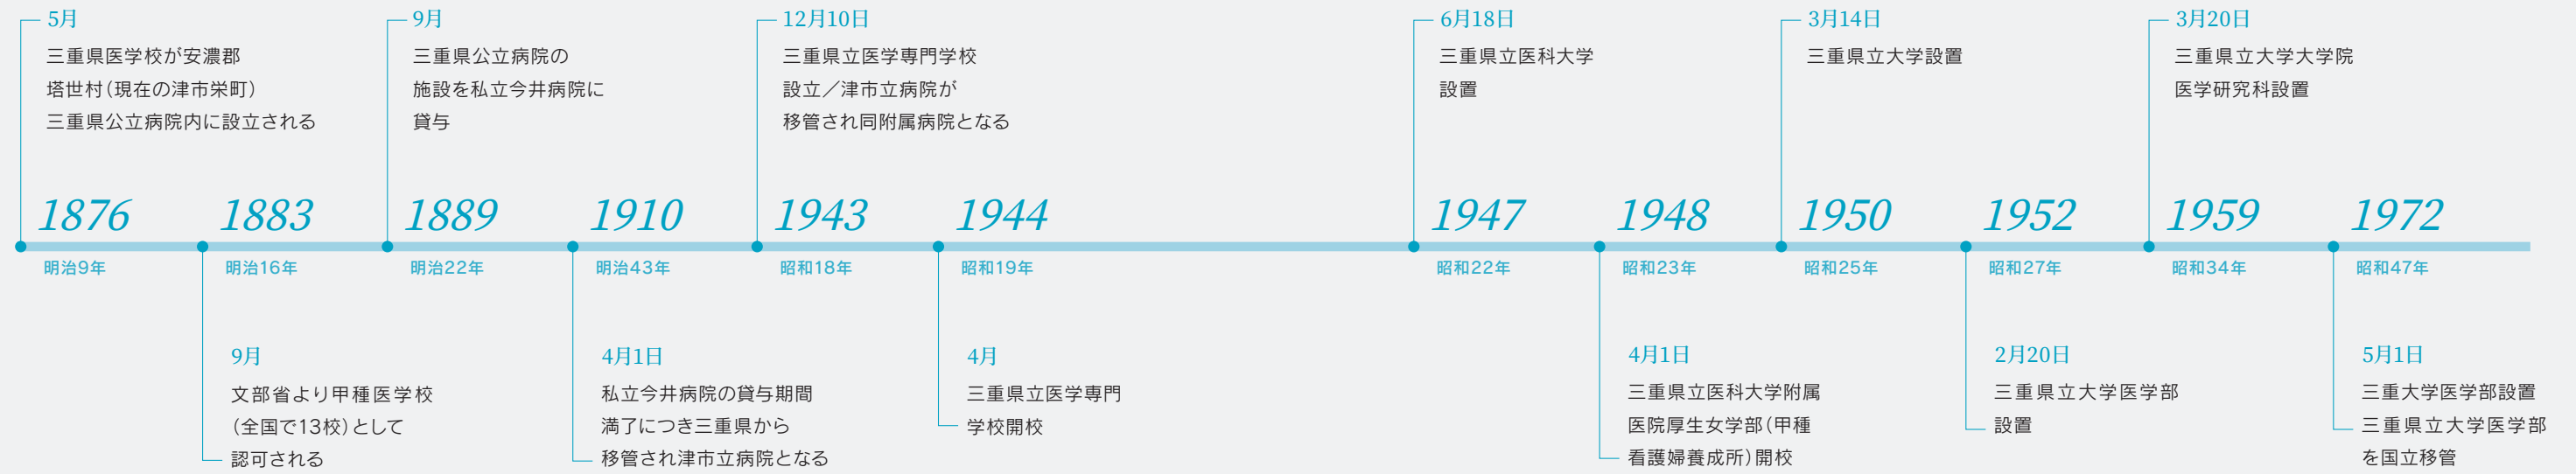 5月
三重県医学校が安濃郡
塔世村（現在の津市栄町）
三重県公立病院内に設立される
1876
明治9年
1883
明治16年
9月
文部省より甲種医学校
（全国で13校）として
認可される
9月
三重県公立病院の
施設を私立今井病院に
貸与
1889
明治22年
1910
明治43年
4月1日
私立今井病院の貸与期間
満了につき三重県から
移管され津市立病院となる
12月10日
三重県立医学専門学校
設立／津市立病院が
移管され同附属病院となる
1943
昭和18年
1944
昭和19年
4月
三重県立医学専門
学校開校
6月18日
三重県立医科大学
設置
1947
昭和22年
1948
昭和23年
4月1日
三重県立医科大学附属
医院厚生女学部（甲種
看護婦養成所）開校
3月14日
三重県立大学設置
1950
昭和25年
1952
昭和27年
2月20日
三重県立大学医学部
設置
3月20日
三重県立大学大学院
医学研究科設置
1959
昭和34年
1972
昭和47年
5月1日
三重大学医学部設置
三重県立大学医学部
を国立移管